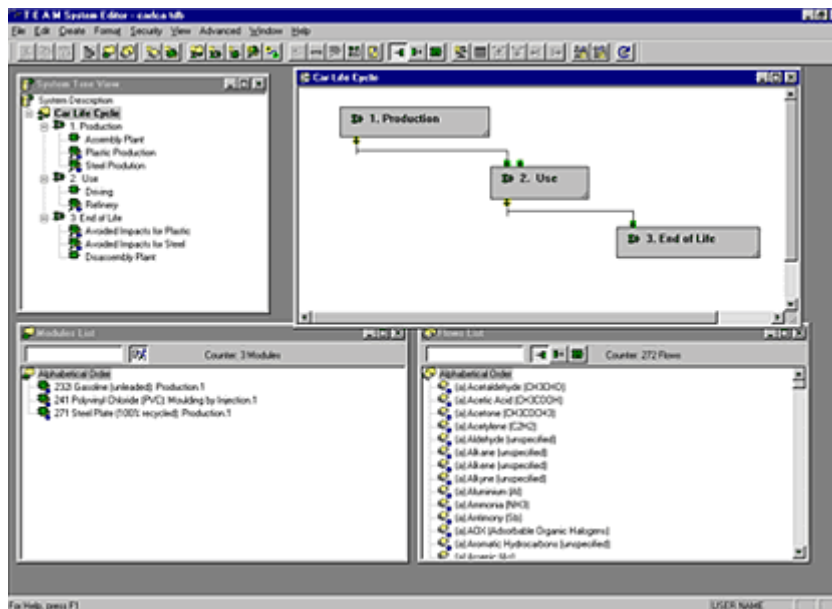 T E A M System Editor - cadca.tdb
File Edit Create Format Security View Advanced Window Help
System Tree View
System Description
Car Life Cycle
1. Production
Assembly Plant
Plastic Production
Steel Prodution
2. Use
Driving
Refinery
3. End of Life
Avoided Impacts for Plastic
Avoided Impacts for Steel
Disassembly Plant
Car Life Cycle
1. Production
2. Use
3. End of Life
Modules List
Counter: 3 Modules
Alphabetical Order
232I Gasoline (unleaded): Production.1
241 Polyvinyl Chloride (PVC): Moulding by Injection.1
271 Steel Plate (100% recycled): Production.1
Flows List
Counter: 272 Flows
Alphabetical Order
(a) Acetaldehyde (CH3CHO)
(a) Acetic Acid (CH3COOH)
(a) Acetone (CH3COCH3)
(a) Acetylene (C2H2)
(a) Aldehyde (unspecified)
(a) Alkane (unspecified)
(a) Alkene (unspecified)
(a) Alkyne (unspecified)
(a) Aluminium (Al)
(a) Ammonia (NH3)
(a) Antimony (Sb)
(a) AOX (Adsorbable Organic Halogens)
(a) Aromatic Hydrocarbons (unspecified)
(a) Arsenic (As)
For Help, press F1
USER NAME